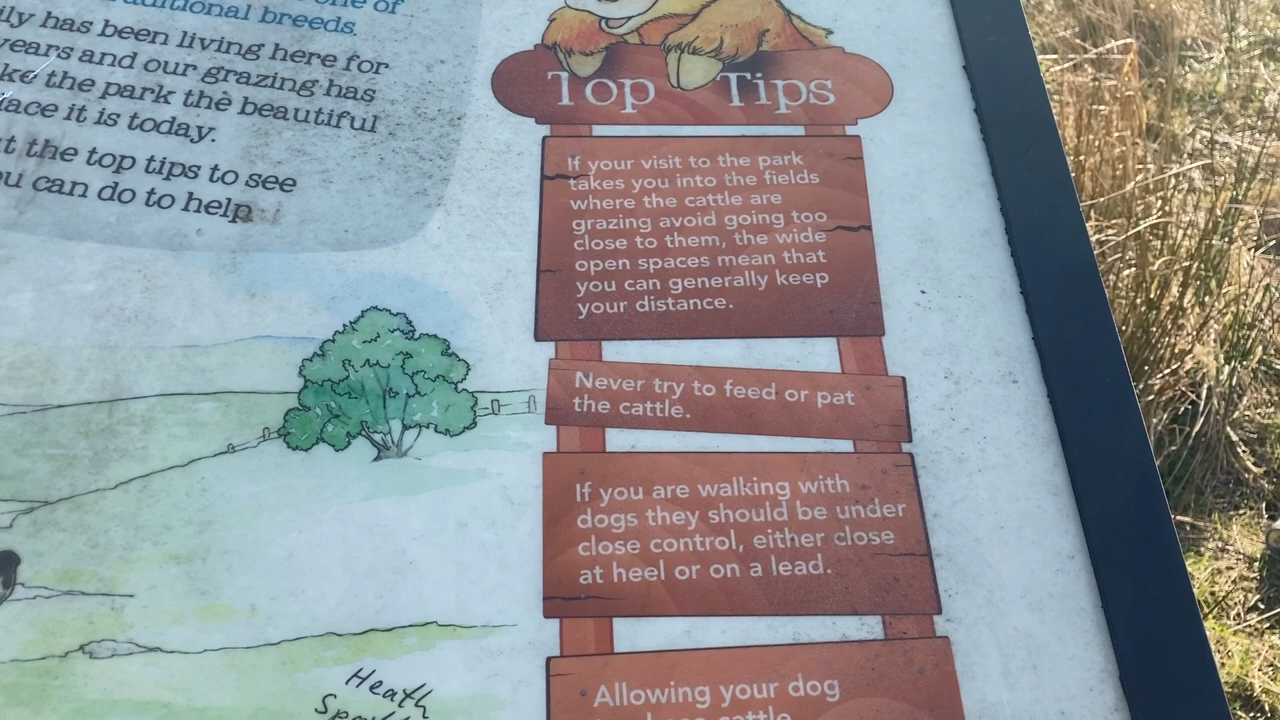 one of
traditional breeds.
ily has been living here for
years and our grazing has
ke the park the beautiful
lace it is today.
t the top tips to see
ou can do to help
Top Tips
If your visit to the park
takes you into the fields
where the cattle are
grazing avoid going too
close to them, the wide
open spaces mean that
you can generally keep
your distance.
Never try to feed or pat
the cattle.
If you are walking with
dogs they should be under
close control, either close
at heel or on a lead.
Allowing your dog
cattle
Heath